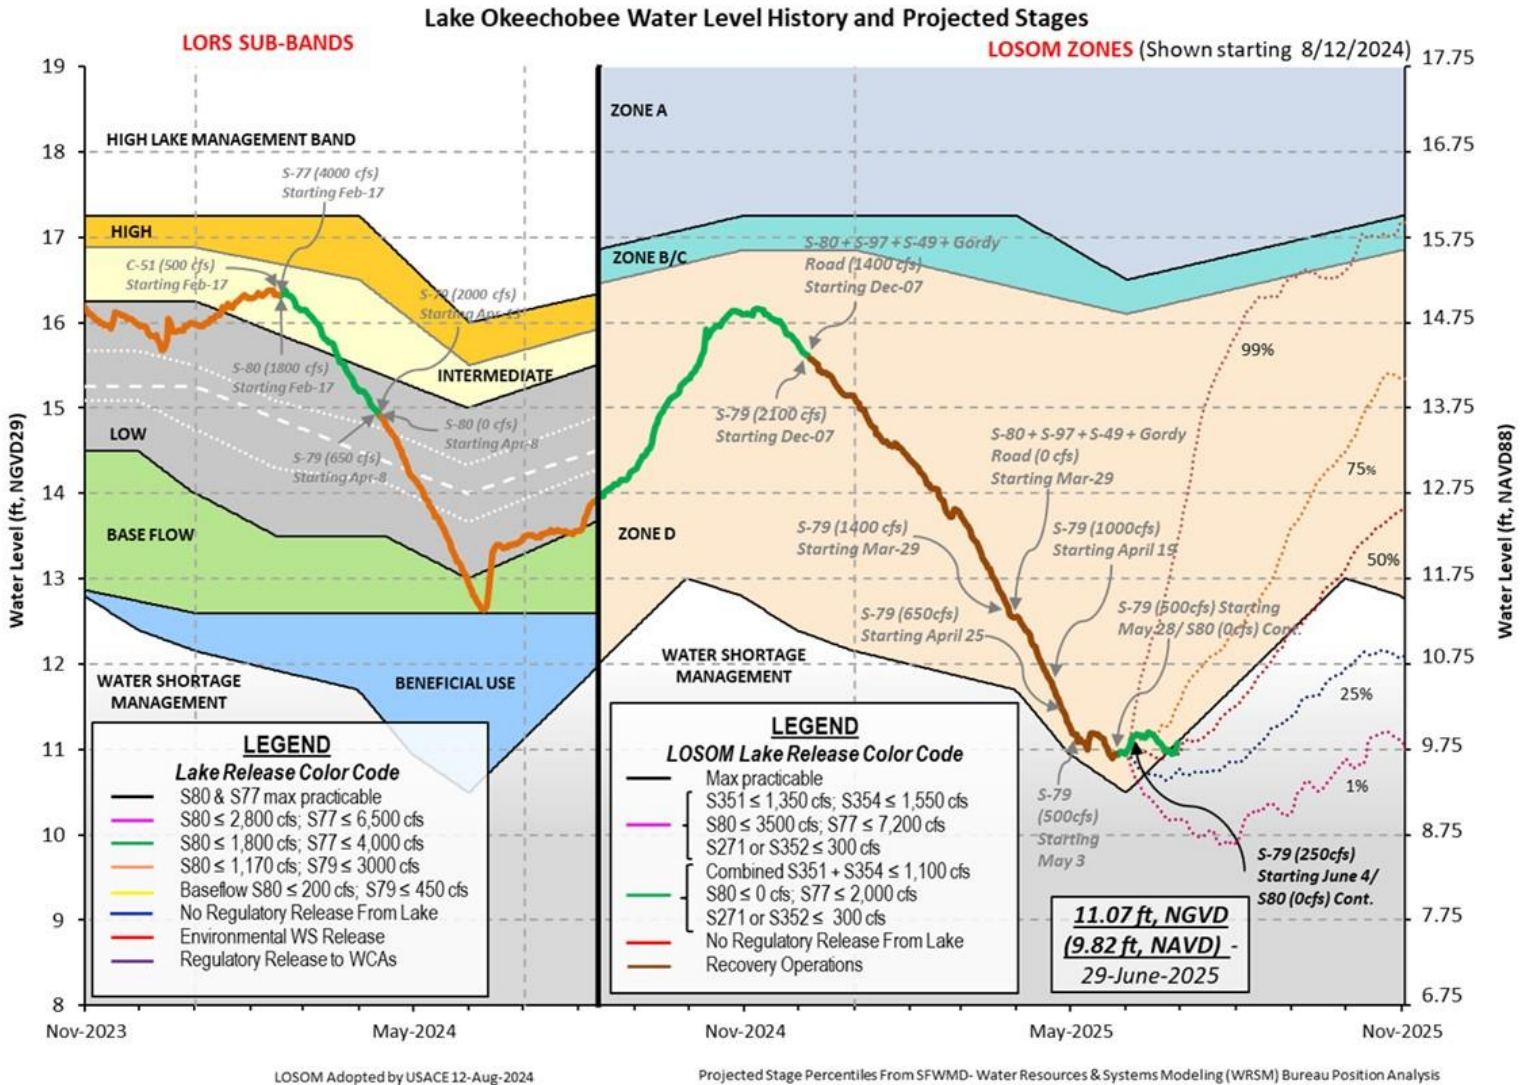 Lake Okeechobee Water Level History and Projected Stages
LORS SUB-BANDS
LOSOM ZONES (Shown starting 8/12/2024)
Water Level (ft, NGVD29)
19
18
17
16
15
14
13
12
11
10
9
8
HIGH LAKE MANAGEMENT BAND
S-77 (4000 cfs)
Starting Feb-17
HIGH
C-51 (500 cfs)
Starting Feb-17
S-79 (2000 cfs)
Starting Apr-13
S-80 (1800 cfs)
Starting Feb-17
INTERMEDIATE
LOW
S-80 (0 cfs)
Starting Apr-8
S-79 (650 cfs)
Starting Apr-8
BASE FLOW
BENEFICIAL USE
WATER SHORTAGE
MANAGEMENT
LEGEND
Lake Release Color Code
S80 & S77 max practicable
S80 ≤ 2,800 cfs; S77 ≤ 6,500 cfs
S80 ≤ 1,800 cfs; S77 ≤ 4,000 cfs
S80 ≤ 1,170 cfs; S79 ≤ 3000 cfs
Baseflow S80 ≤ 200 cfs; S79 ≤ 450 cfs
No Regulatory Release From Lake
Environmental WS Release
Regulatory Release to WCAs
ZONE A
ZONE B/C
S-80 + S-97 + S-49 + Gordy
Road (1400 cfs)
Starting Dec-07
99%
S-79 (2100 cfs)
Starting Dec-07
S-80 + S-97 + S-49 + Gordy
Road (0 cfs)
Starting Mar-29
75%
ZONE D
S-79 (1400 cfs)
Starting Mar-29
S-79 (1000cfs)
Starting April 19
50%
S-79 (650cfs)
Starting April 25
S-79 (500cfs) Starting
May 28/ S80 (0cfs) Cont.
WATER SHORTAGE
MANAGEMENT
25%
1%
S-79
(500cfs)
Starting
May 3
S-79 (250cfs)
Starting June 4/
S80 (0cfs) Cont.
LEGEND
LOSOM Lake Release Color Code
Max practicable
S351 ≤ 1,350 cfs; S354 ≤ 1,550 cfs
S80 ≤ 3500 cfs; S77 ≤ 7,200 cfs
S271 or S352 ≤ 300 cfs
Combined S351 + S354 ≤ 1,100 cfs
S80 ≤ 0 cfs; S77 ≤ 2,000 cfs
S271 or S352 ≤ 300 cfs
No Regulatory Release From Lake
Recovery Operations
11.07 ft, NGVD
(9.82 ft, NAVD) -
29-June-2025
17.75
16.75
15.75
14.75
13.75
12.75
11.75
10.75
9.75
8.75
7.75
6.75
Water Level (ft, NAVD88)
Nov-2023
May-2024
Nov-2024
May-2025
Nov-2025
LOSOM Adopted by USACE 12-Aug-2024
Projected Stage Percentiles From SFWMD- Water Resources & Systems Modeling (WRSM) Bureau Position Analysis